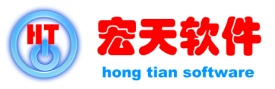 HT
宏天软件
hong tian software